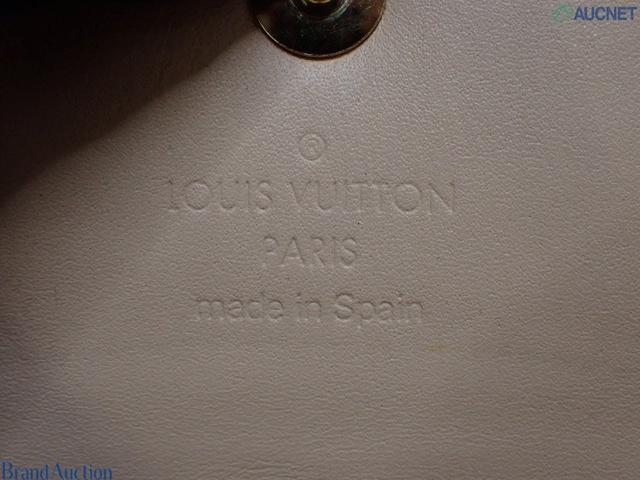 AUCNET
®
LOUIS VUITTON
PARIS
made in Spain
Brand Auction